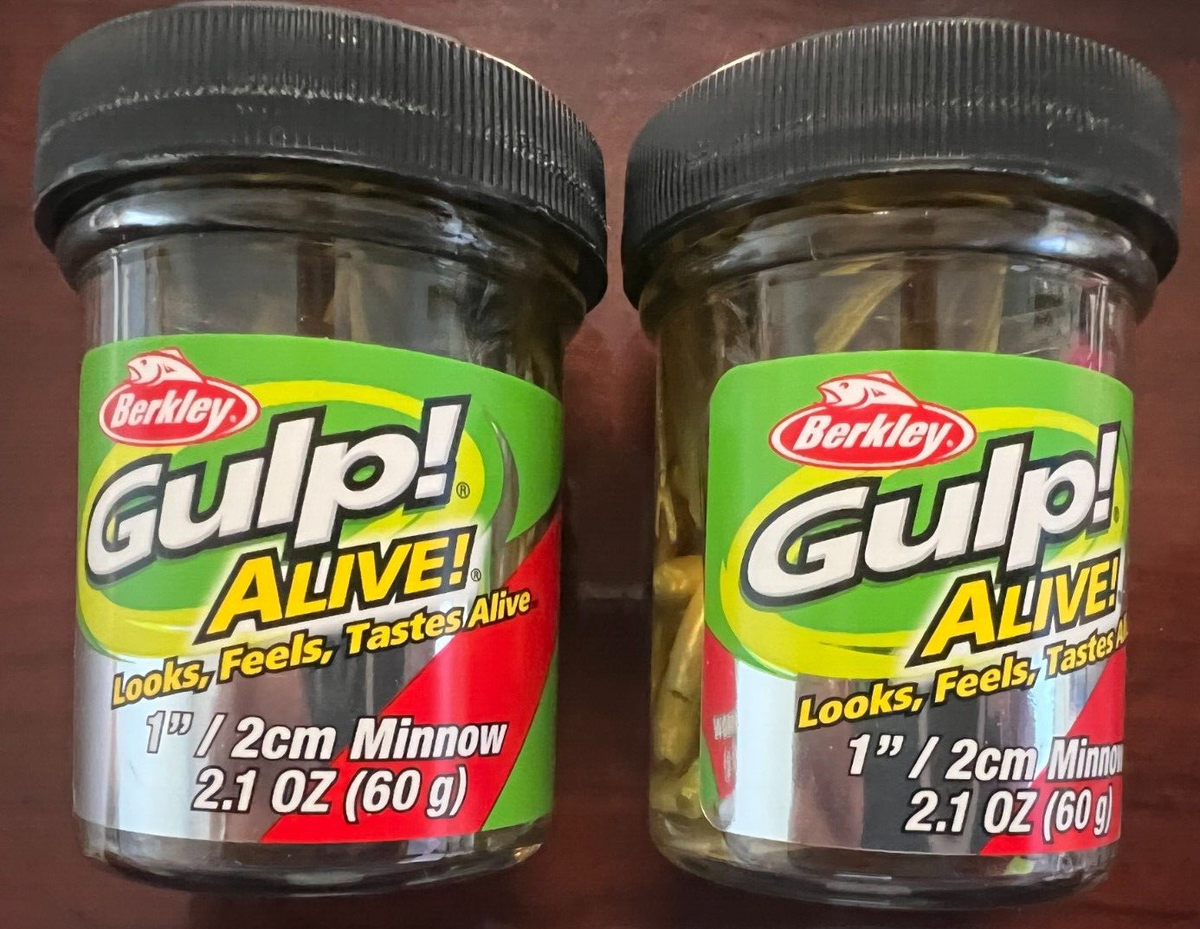 Berkley®
Gulp!®
ALIVE!®
Looks, Feels, Tastes Alive
1” / 2cm Minnow
2.1 OZ (60 g)
Berkley®
Gulp!
ALIVE!
Looks, Feels, Tastes
1” / 2cm Minnow
2.1 OZ (60 g)